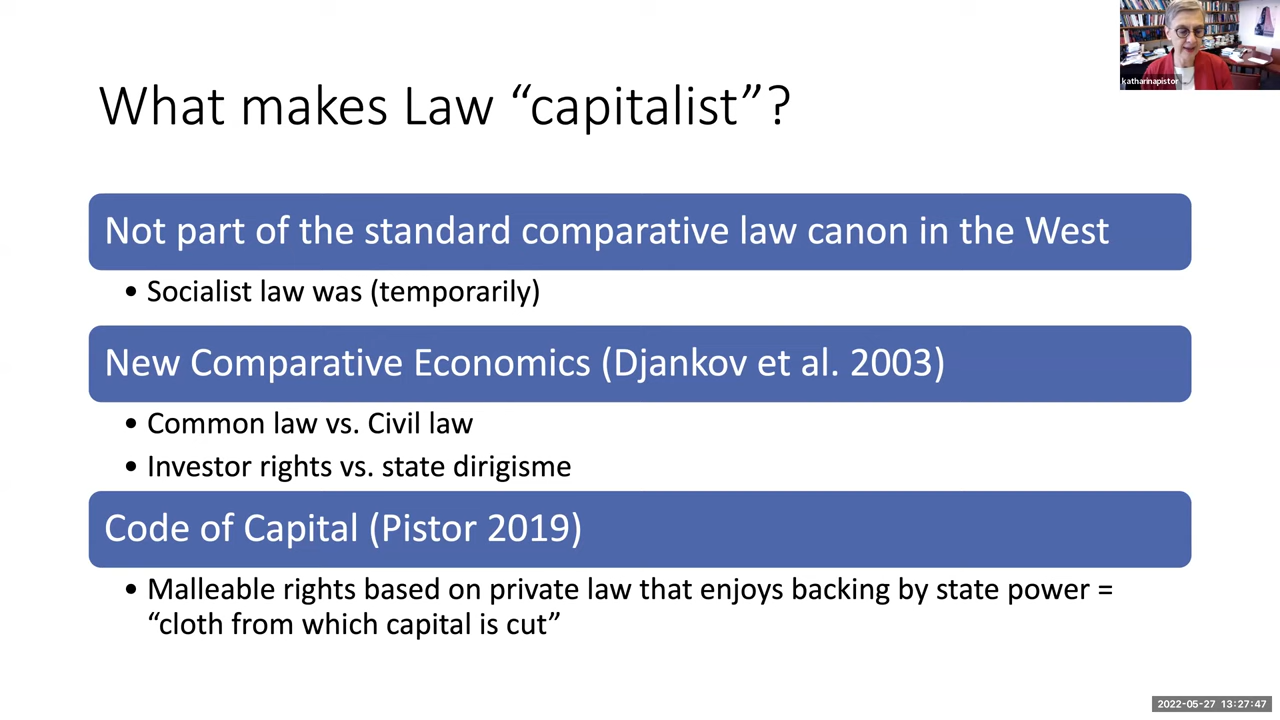 katharinapistor
What makes Law “capitalist”?
Not part of the standard comparative law canon in the West
• Socialist law was (temporarily)
New Comparative Economics (Djankov et al. 2003)
• Common law vs. Civil law
• Investor rights vs. state dirigisme
Code of Capital (Pistor 2019)
• Malleable rights based on private law that enjoys backing by state power =
“cloth from which capital is cut”
2022-05-27 13:27:47